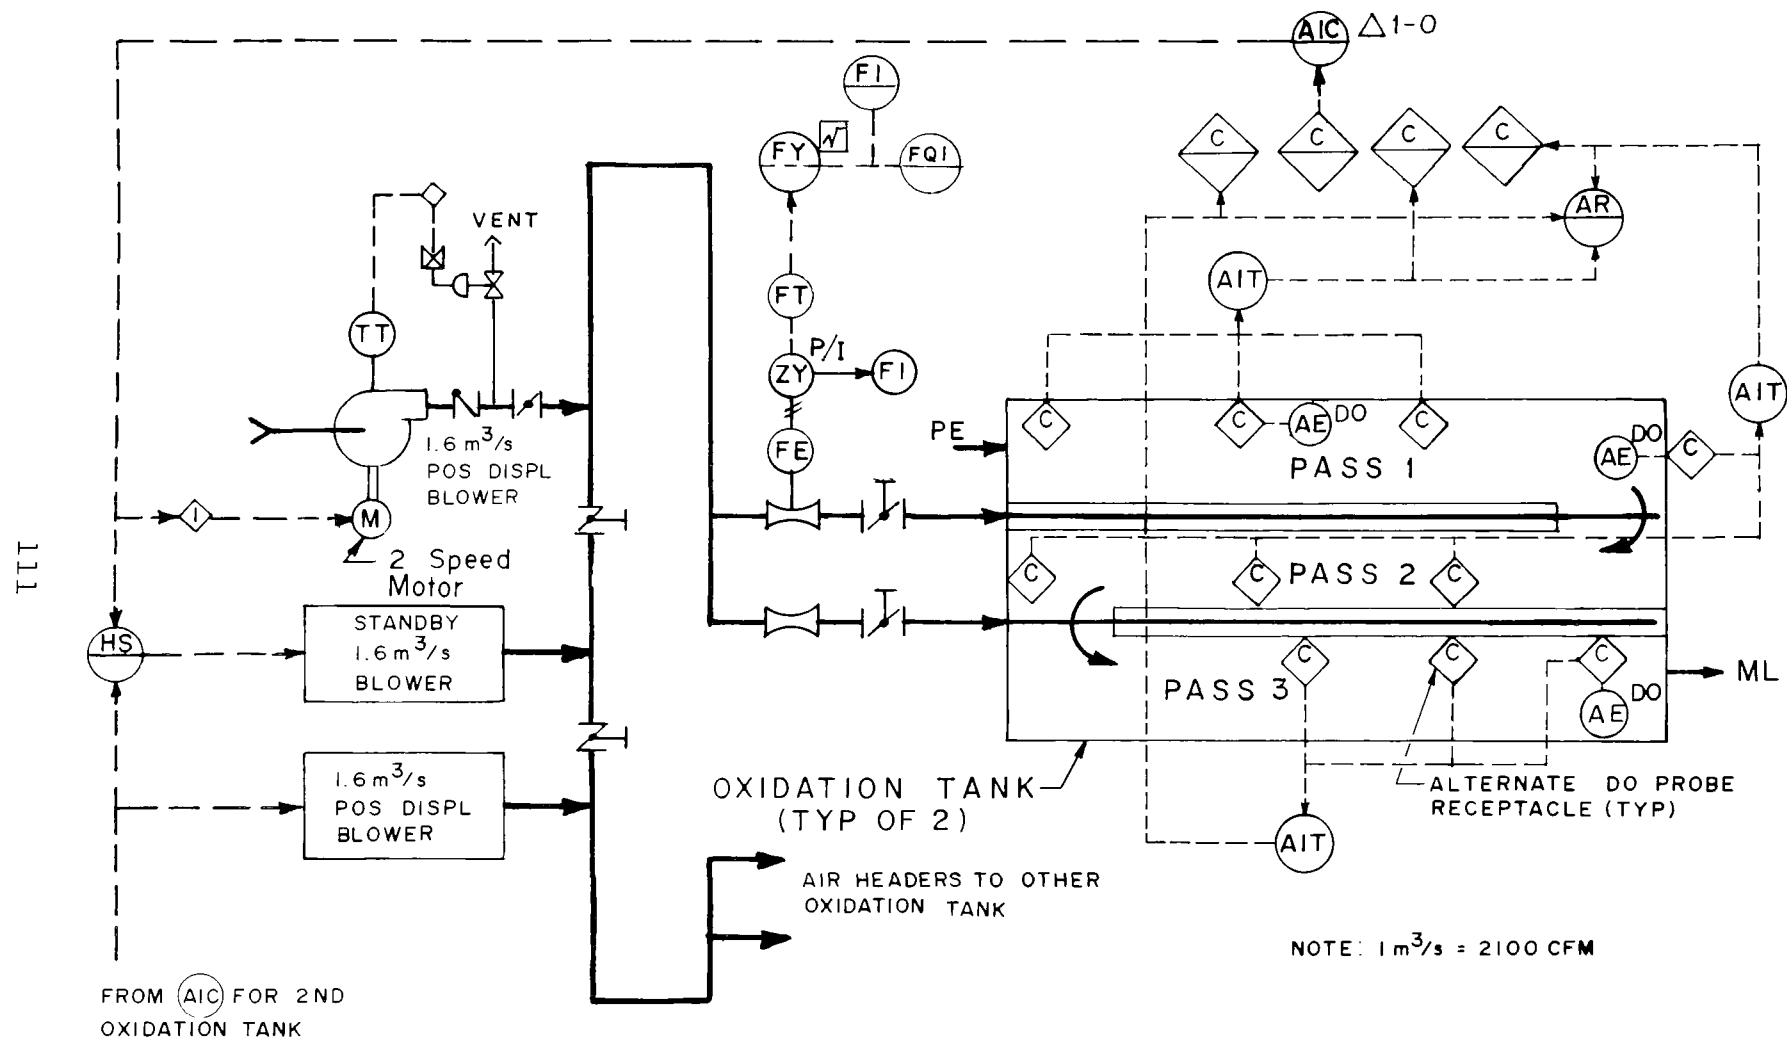 AIC
△1-0
FI
FY
√
FQI
C
C
C
C
AR
VENT
AIT
TT
FT
P/I
ZY
FI
AIT
FE
C
C
AE
DO
C
PE
PASS 1
AE
DO
C
1.6 m³/s
POS DISPL
BLOWER
I
M
2 Speed
Motor
C
C
PASS 2
C
HS
STANDBY
1.6 m³/s
BLOWER
C
C
C
PASS 3
AE
DO
ML
1.6 m³/s
POS DISPL
BLOWER
OXIDATION TANK
(TYP OF 2)
ALTERNATE DO PROBE
RECEPTACLE (TYP)
AIT
AIR HEADERS TO OTHER
OXIDATION TANK
NOTE: 1 m³/s = 2100 CFM
FROM AIC FOR 2ND
OXIDATION TANK
111